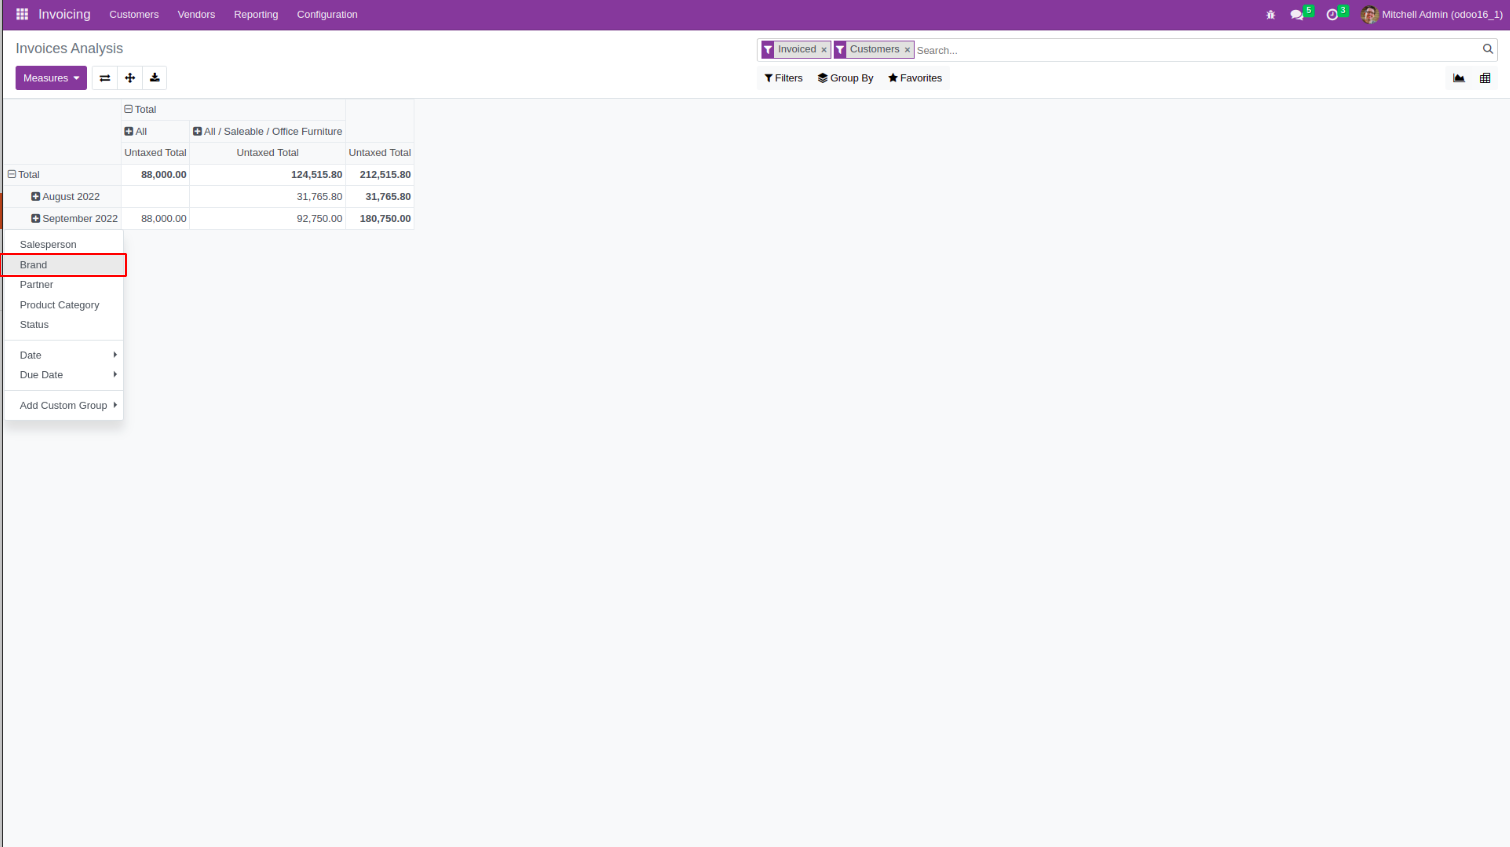 Invoicing Customers Vendors Reporting Configuration 5 3 Mitchell Admin (odoo16_1)
Invoices Analysis
Invoiced × Customers × Search...
Measures Filters Group By Favorites
Total
All All / Saleable / Office Furniture
Untaxed Total Untaxed Total Untaxed Total
Total 88,000.00 124,515.80 212,515.80
August 2022 31,765.80 31,765.80
September 2022 88,000.00 92,750.00 180,750.00
Salesperson
Brand
Partner
Product Category
Status
Date
Due Date
Add Custom Group